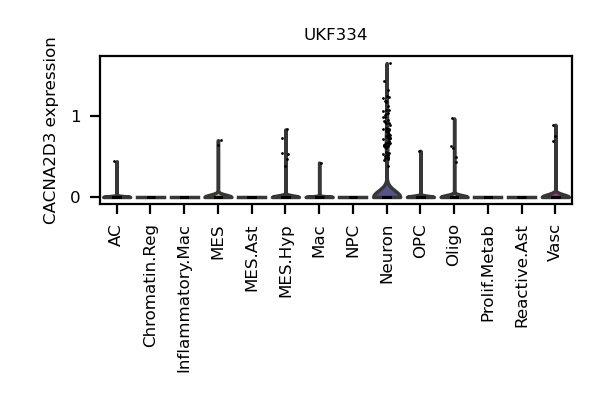 UKF334
CACNA2D3 expression
1
0
AC
Chromatin.Reg
Inflammatory.Mac
MES
MES.Ast
MES.Hyp
Mac
NPC
Neuron
OPC
Oligo
Prolif.Metab
Reactive.Ast
Vasc